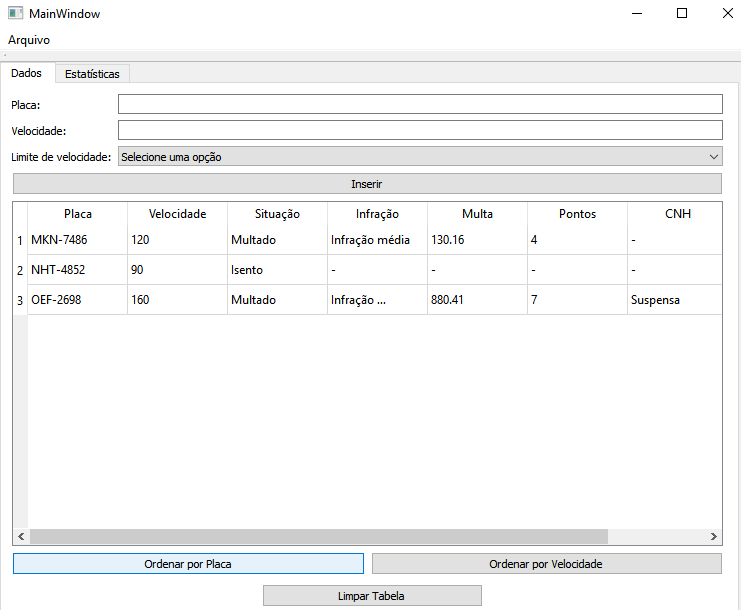 MainWindow
Arquivo
Dados Estatísticas
Placa:
Velocidade:
Limite de velocidade: Selecione uma opção
Inserir
Placa Velocidade Situação Infração Multa Pontos CNH
1 MKN-7486 120 Multado Infração média 130.16 4 -
2 NHT-4852 90 Isento - - - -
3 OEF-2698 160 Multado Infração ... 880.41 7 Suspensa
Ordenar por Placa Ordenar por Velocidade
Limpar Tabela